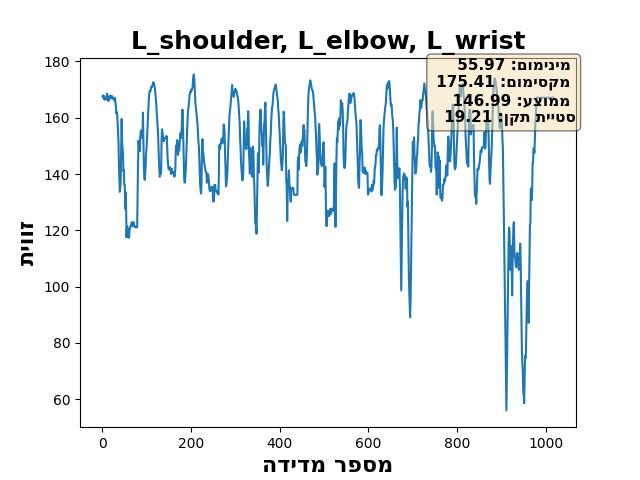 L_shoulder, L_elbow, L_wrist
מינימום: 55.97
מקסימום: 175.41
ממוצע: 146.99
סטיית תקן: 19.21
זווית
180
160
140
120
100
80
60
0 200 400 600 800 1000
מספר מדידה